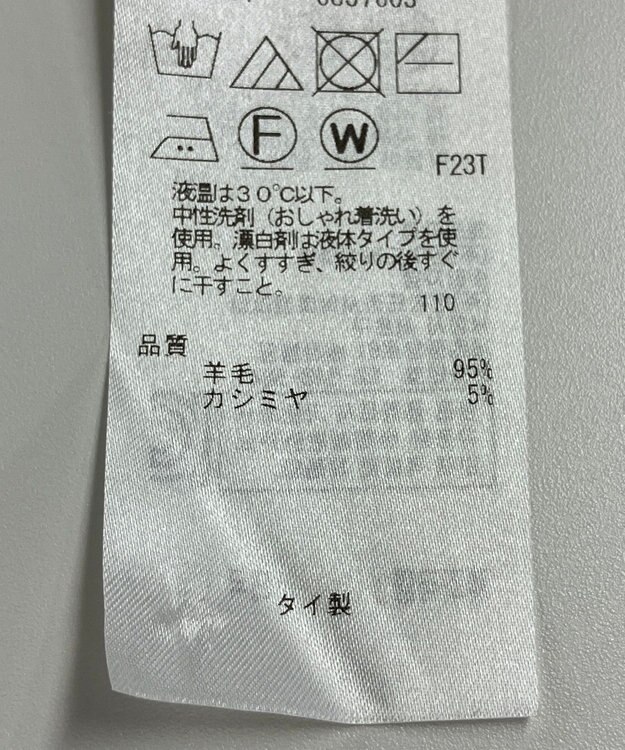 F
W
F23T
液温は30℃以下。
中性洗剤（おしゃれ着洗い）を
使用。漂白剤は液体タイプを使
用。よくすすぎ、絞りの後すぐ
に干すこと。
110
品質
羊毛 95%
カシミヤ 5%
タイ製